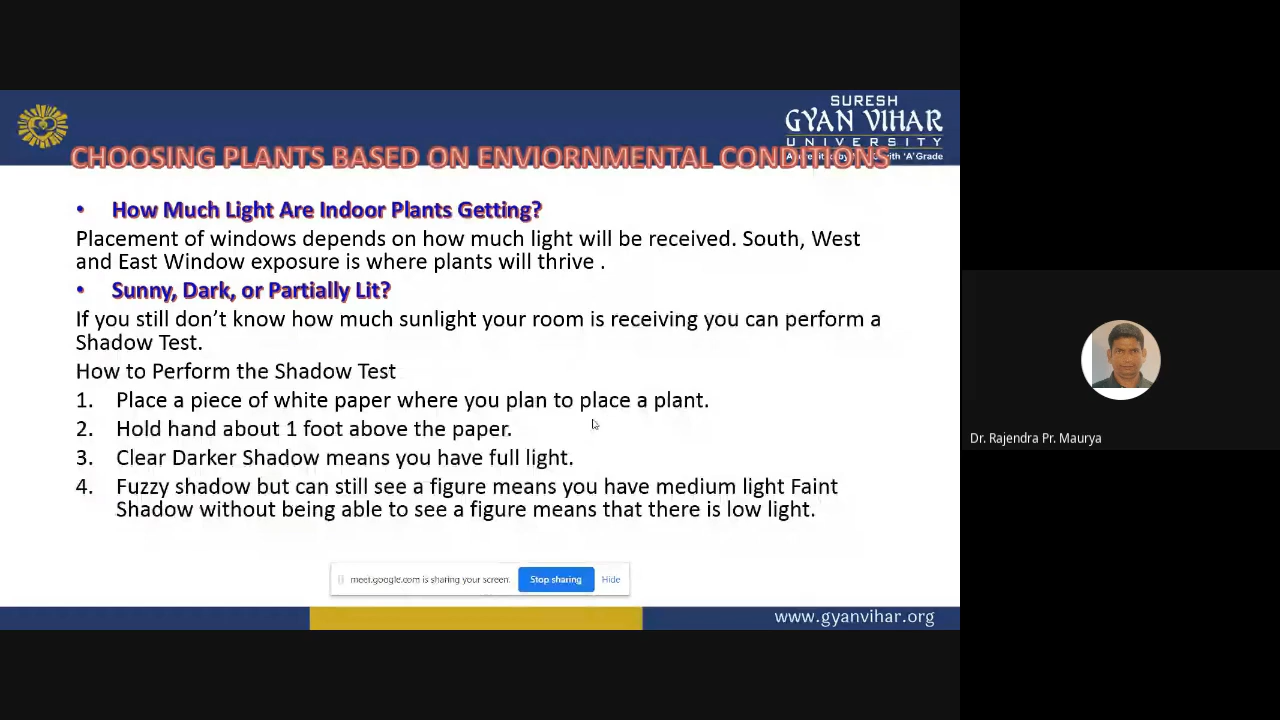 SURESH
GYAN VIHAR
UNIVERSITY
CHOOSING PLANTS BASED ON ENVIORNMENTAL CONDITIONS
with 'A' Grade
• How Much Light Are Indoor Plants Getting?
Placement of windows depends on how much light will be received. South, West
and East Window exposure is where plants will thrive .
• Sunny, Dark, or Partially Lit?
If you still don't know how much sunlight your room is receiving you can perform a
Shadow Test.
How to Perform the Shadow Test
1. Place a piece of white paper where you plan to place a plant.
2. Hold hand about 1 foot above the paper.
3. Clear Darker Shadow means you have full light.
4. Fuzzy shadow but can still see a figure means you have medium light Faint
Shadow without being able to see a figure means that there is low light.
meet.google.com is sharing your screen.
Stop sharing
Hide
www.gyanvihar.org
Dr. Rajendra Pr. Maurya